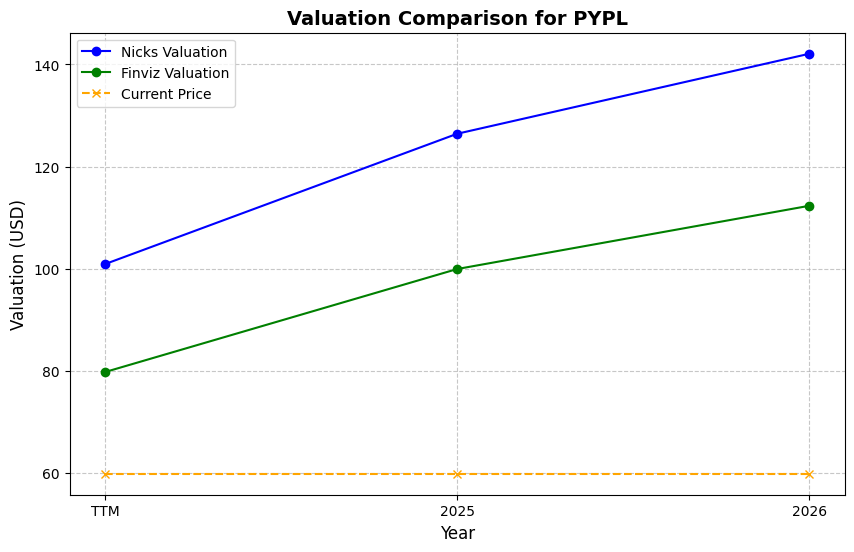 Valuation Comparison for PYPL
Nicks Valuation
Finviz Valuation
Current Price
Valuation (USD)
140
120
100
80
60
TTM
2025
2026
Year